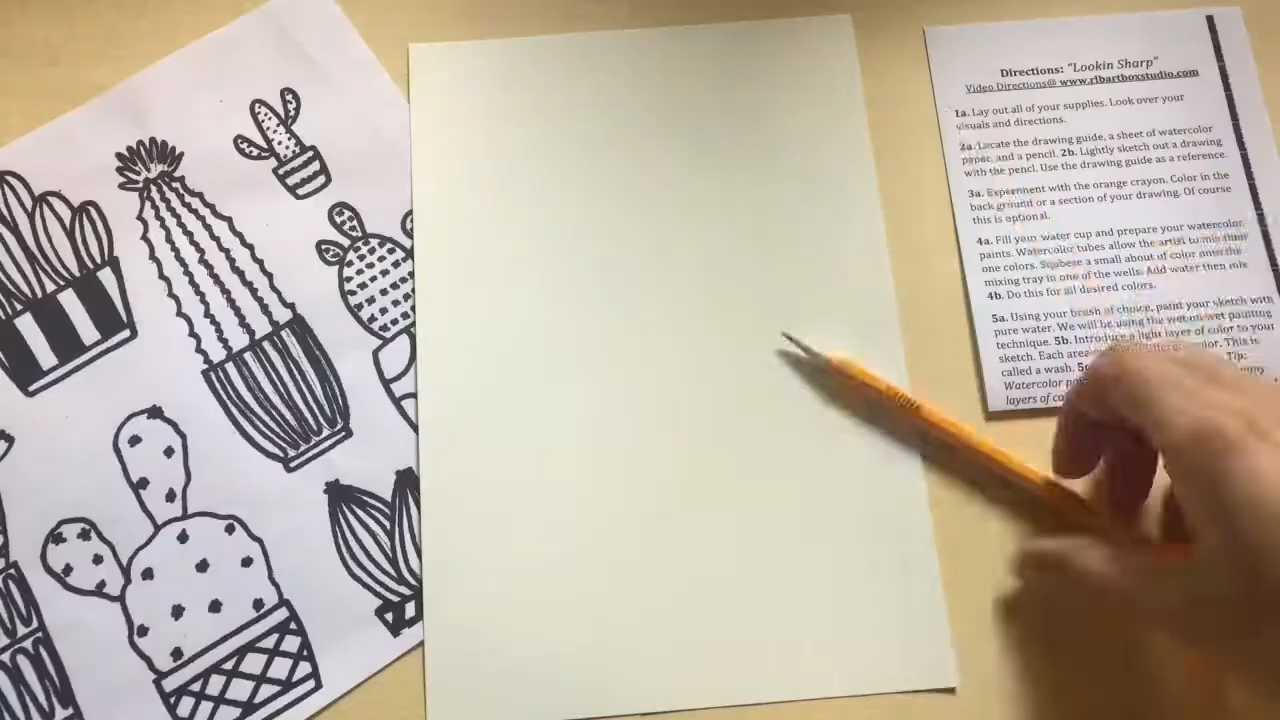 Directions: "Lookin Sharp"
Video Directions@ www.rlbartboxstudio.com
1a. Lay out all of your supplies. Look over your
visuals and directions.
2a. Locate the drawing guide, a sheet of watercolor
paper, and a pencil. 2b. Lightly sketch out a drawing
with the pencil. Use the drawing guide as a reference.
3a. Experiment with the orange crayon. Color in the
back ground or a section of your drawing. Of course
this is optional.
4a. Fill your water cup and prepare your watercolor
paints. Watercolor tubes allow the artist to mix their
one colors. Squeeze a small about of color onto the
mixing tray in one of the wells. Add water then mix.
4b. Do this for all desired colors.
5a. Using your brush of choice, paint your sketch with
pure water. We will be using the wet on wet painting
technique. 5b. Introduce a light layer of color to your
sketch. Each area color. This is
called a wash. Tip:
Watercolor
layers of